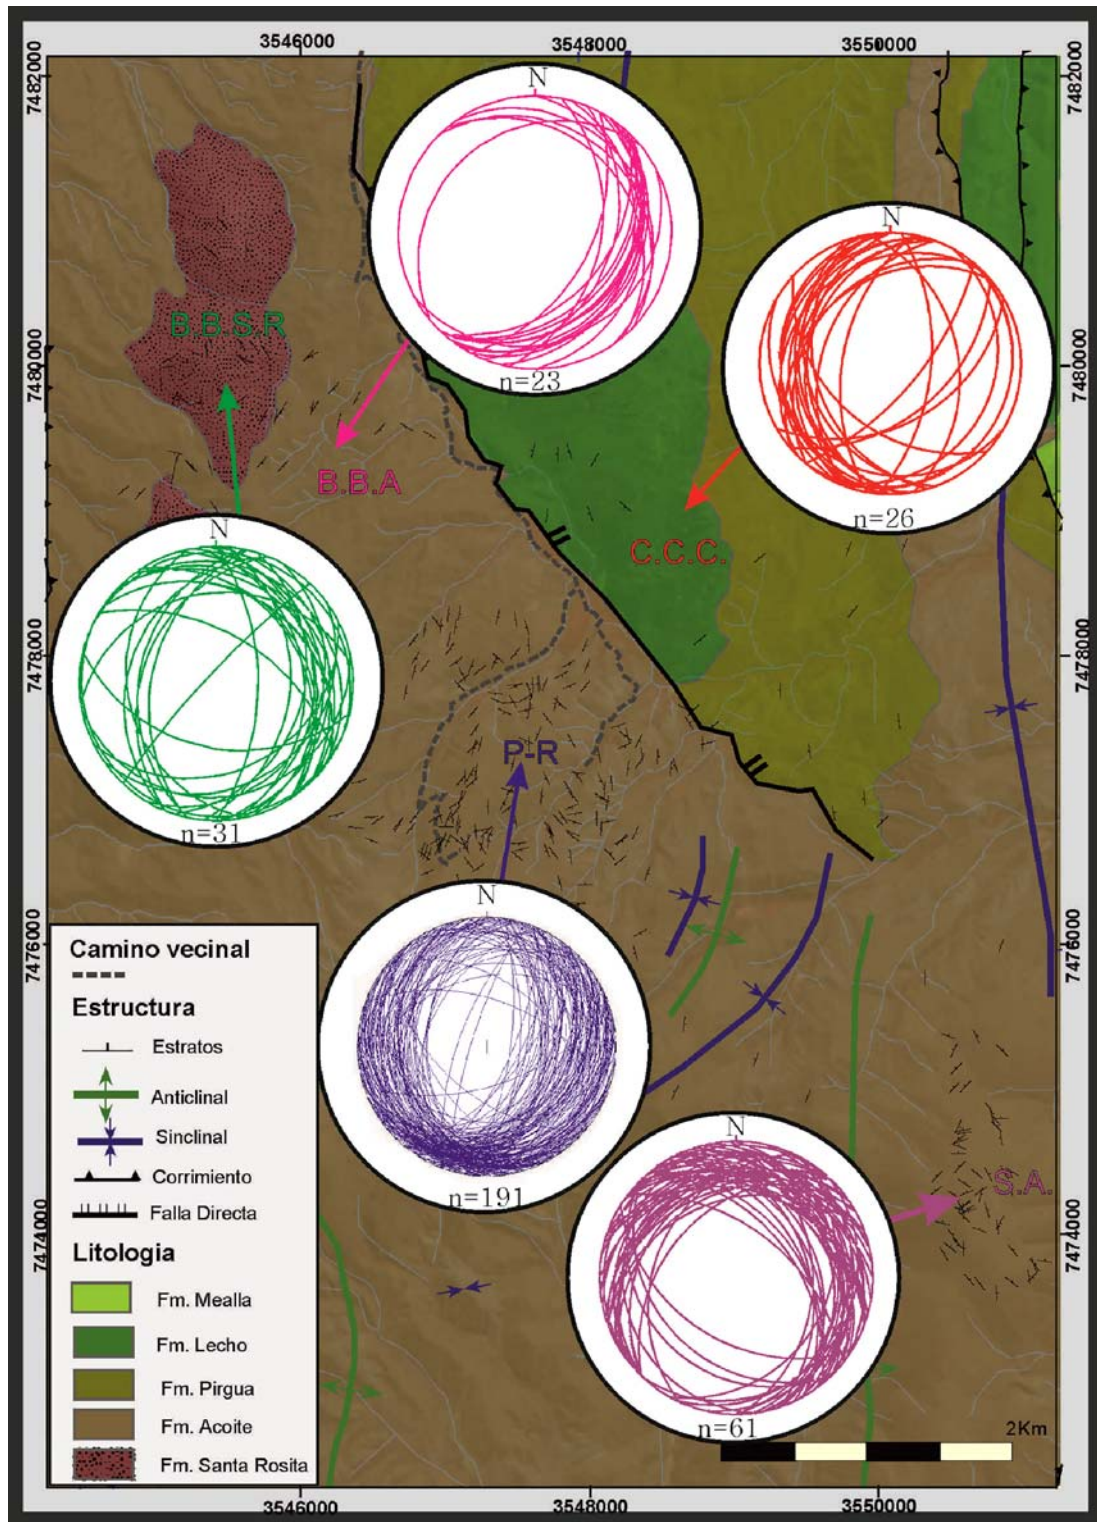 3546000
3548000
3550000
7482000
7482000
N
N
B.B.S.R
n=23
7480000
7480000
B.B.A
n=26
N
C.C.C.
7478000
7478000
P-R
n=31
N
7476000
7476000
Camino vecinal
Estructura
Estratos
Anticlinal
Sinclinal
Corrimiento
Falla Directa
N
S.A.
n=191
7474000
7474000
Litologia
Fm. Mealla
Fm. Lecho
Fm. Pirgua
Fm. Acoite
Fm. Santa Rosita
n=61
2Km
3546000
3548000
3550000